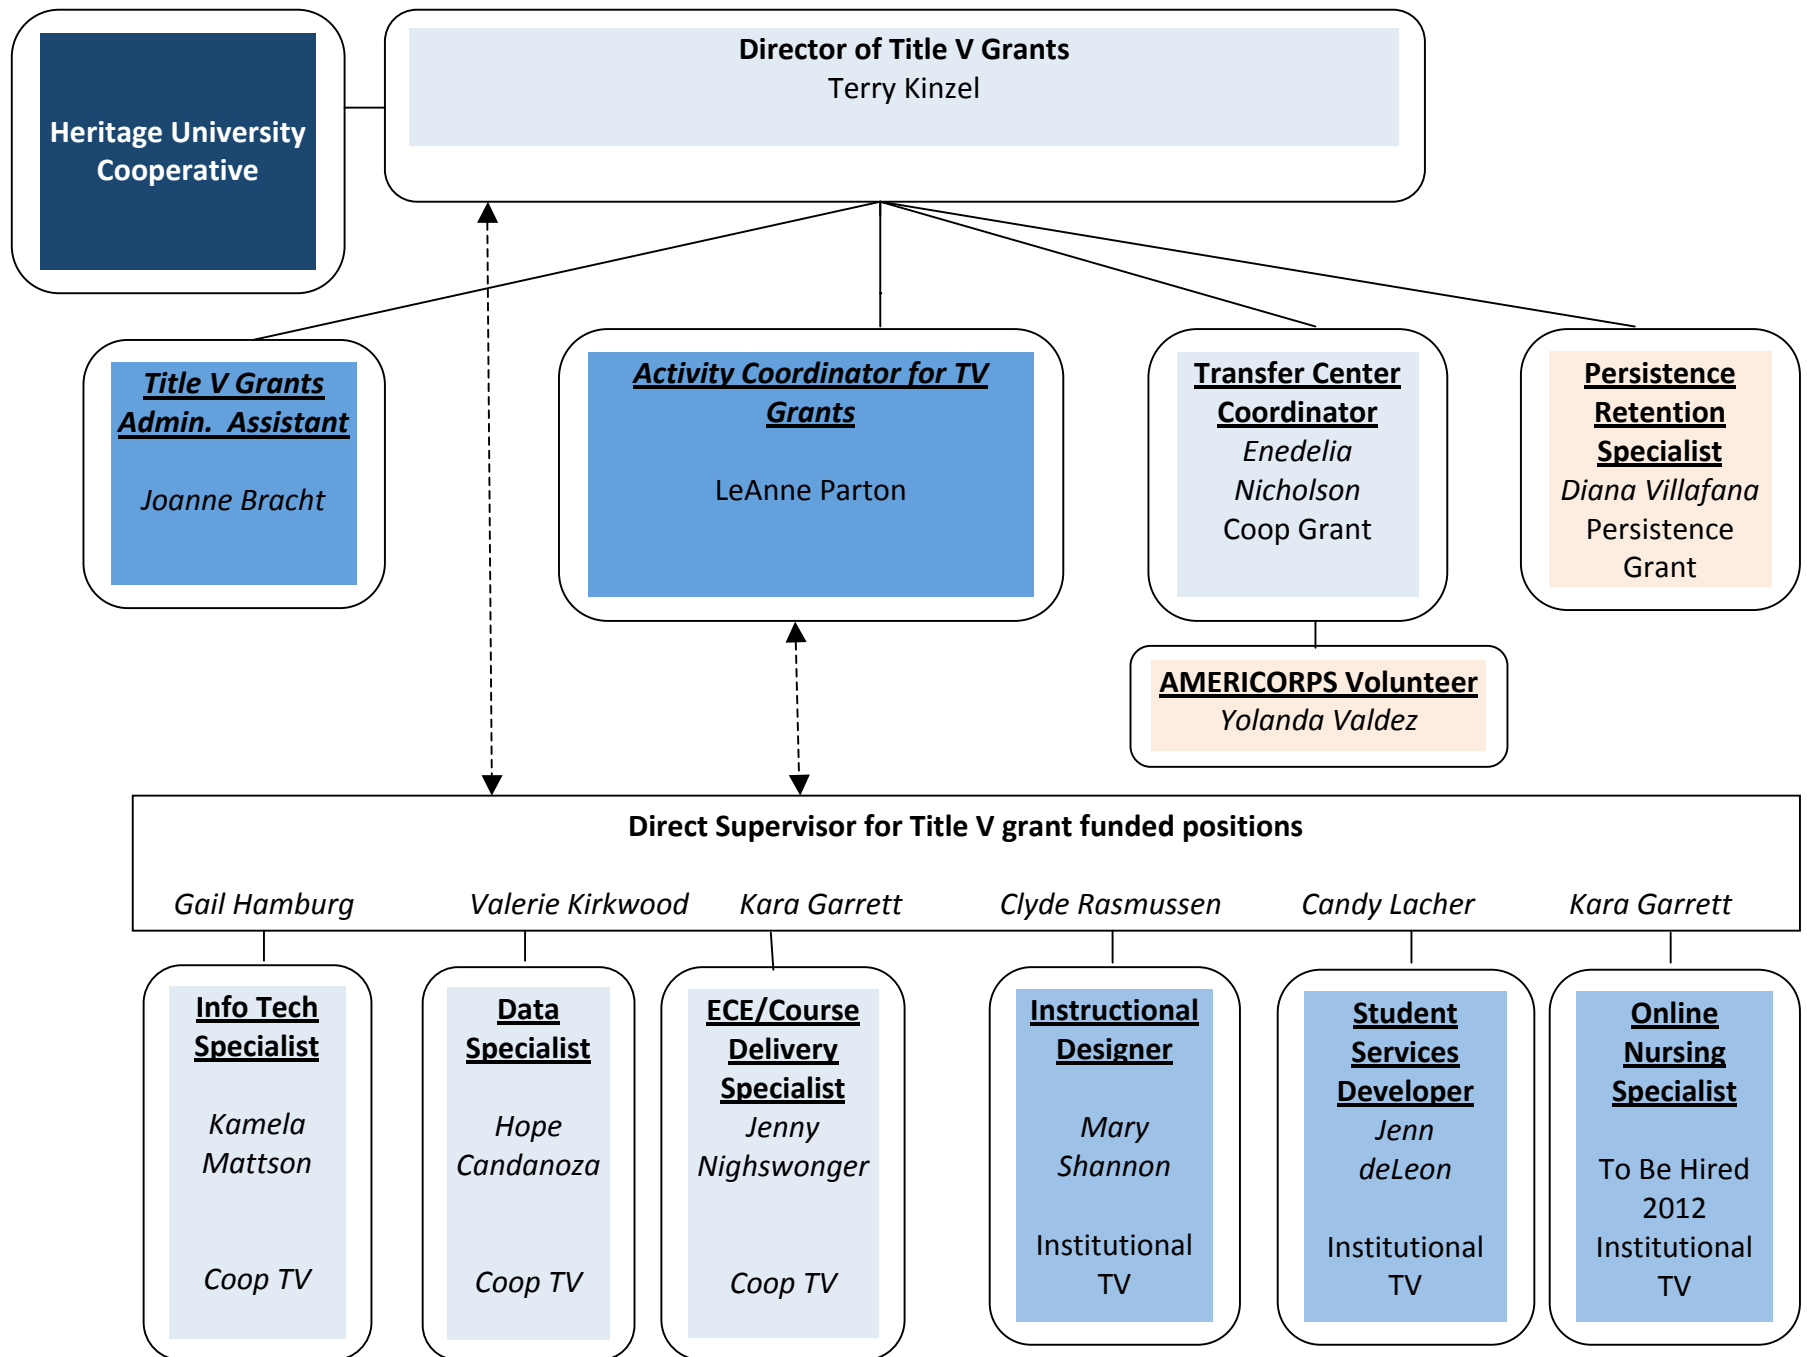 Heritage University
Cooperative
Director of Title V Grants
Terry Kinzel
Title V Grants
Admin. Assistant
Joanne Bracht
Activity Coordinator for TV
Grants
LeAnne Parton
Transfer Center
Coordinator
Enedelia
Nicholson
Coop Grant
Persistence
Retention
Specialist
Diana Villafana
Persistence
Grant
AMERICORPS Volunteer
Yolanda Valdez
Direct Supervisor for Title V grant funded positions
Gail Hamburg Valerie Kirkwood Kara Garrett Clyde Rasmussen Candy Lacher Kara Garrett
Info Tech
Specialist
Kamela
Mattson
Coop TV
Data
Specialist
Hope
Candanoza
Coop TV
ECE/Course
Delivery
Specialist
Jenny
Nighswonger
Coop TV
Instructional
Designer
Mary
Shannon
Institutional
TV
Student
Services
Developer
Jenn
deLeon
Institutional
TV
Online
Nursing
Specialist
To Be Hired
2012
Institutional
TV